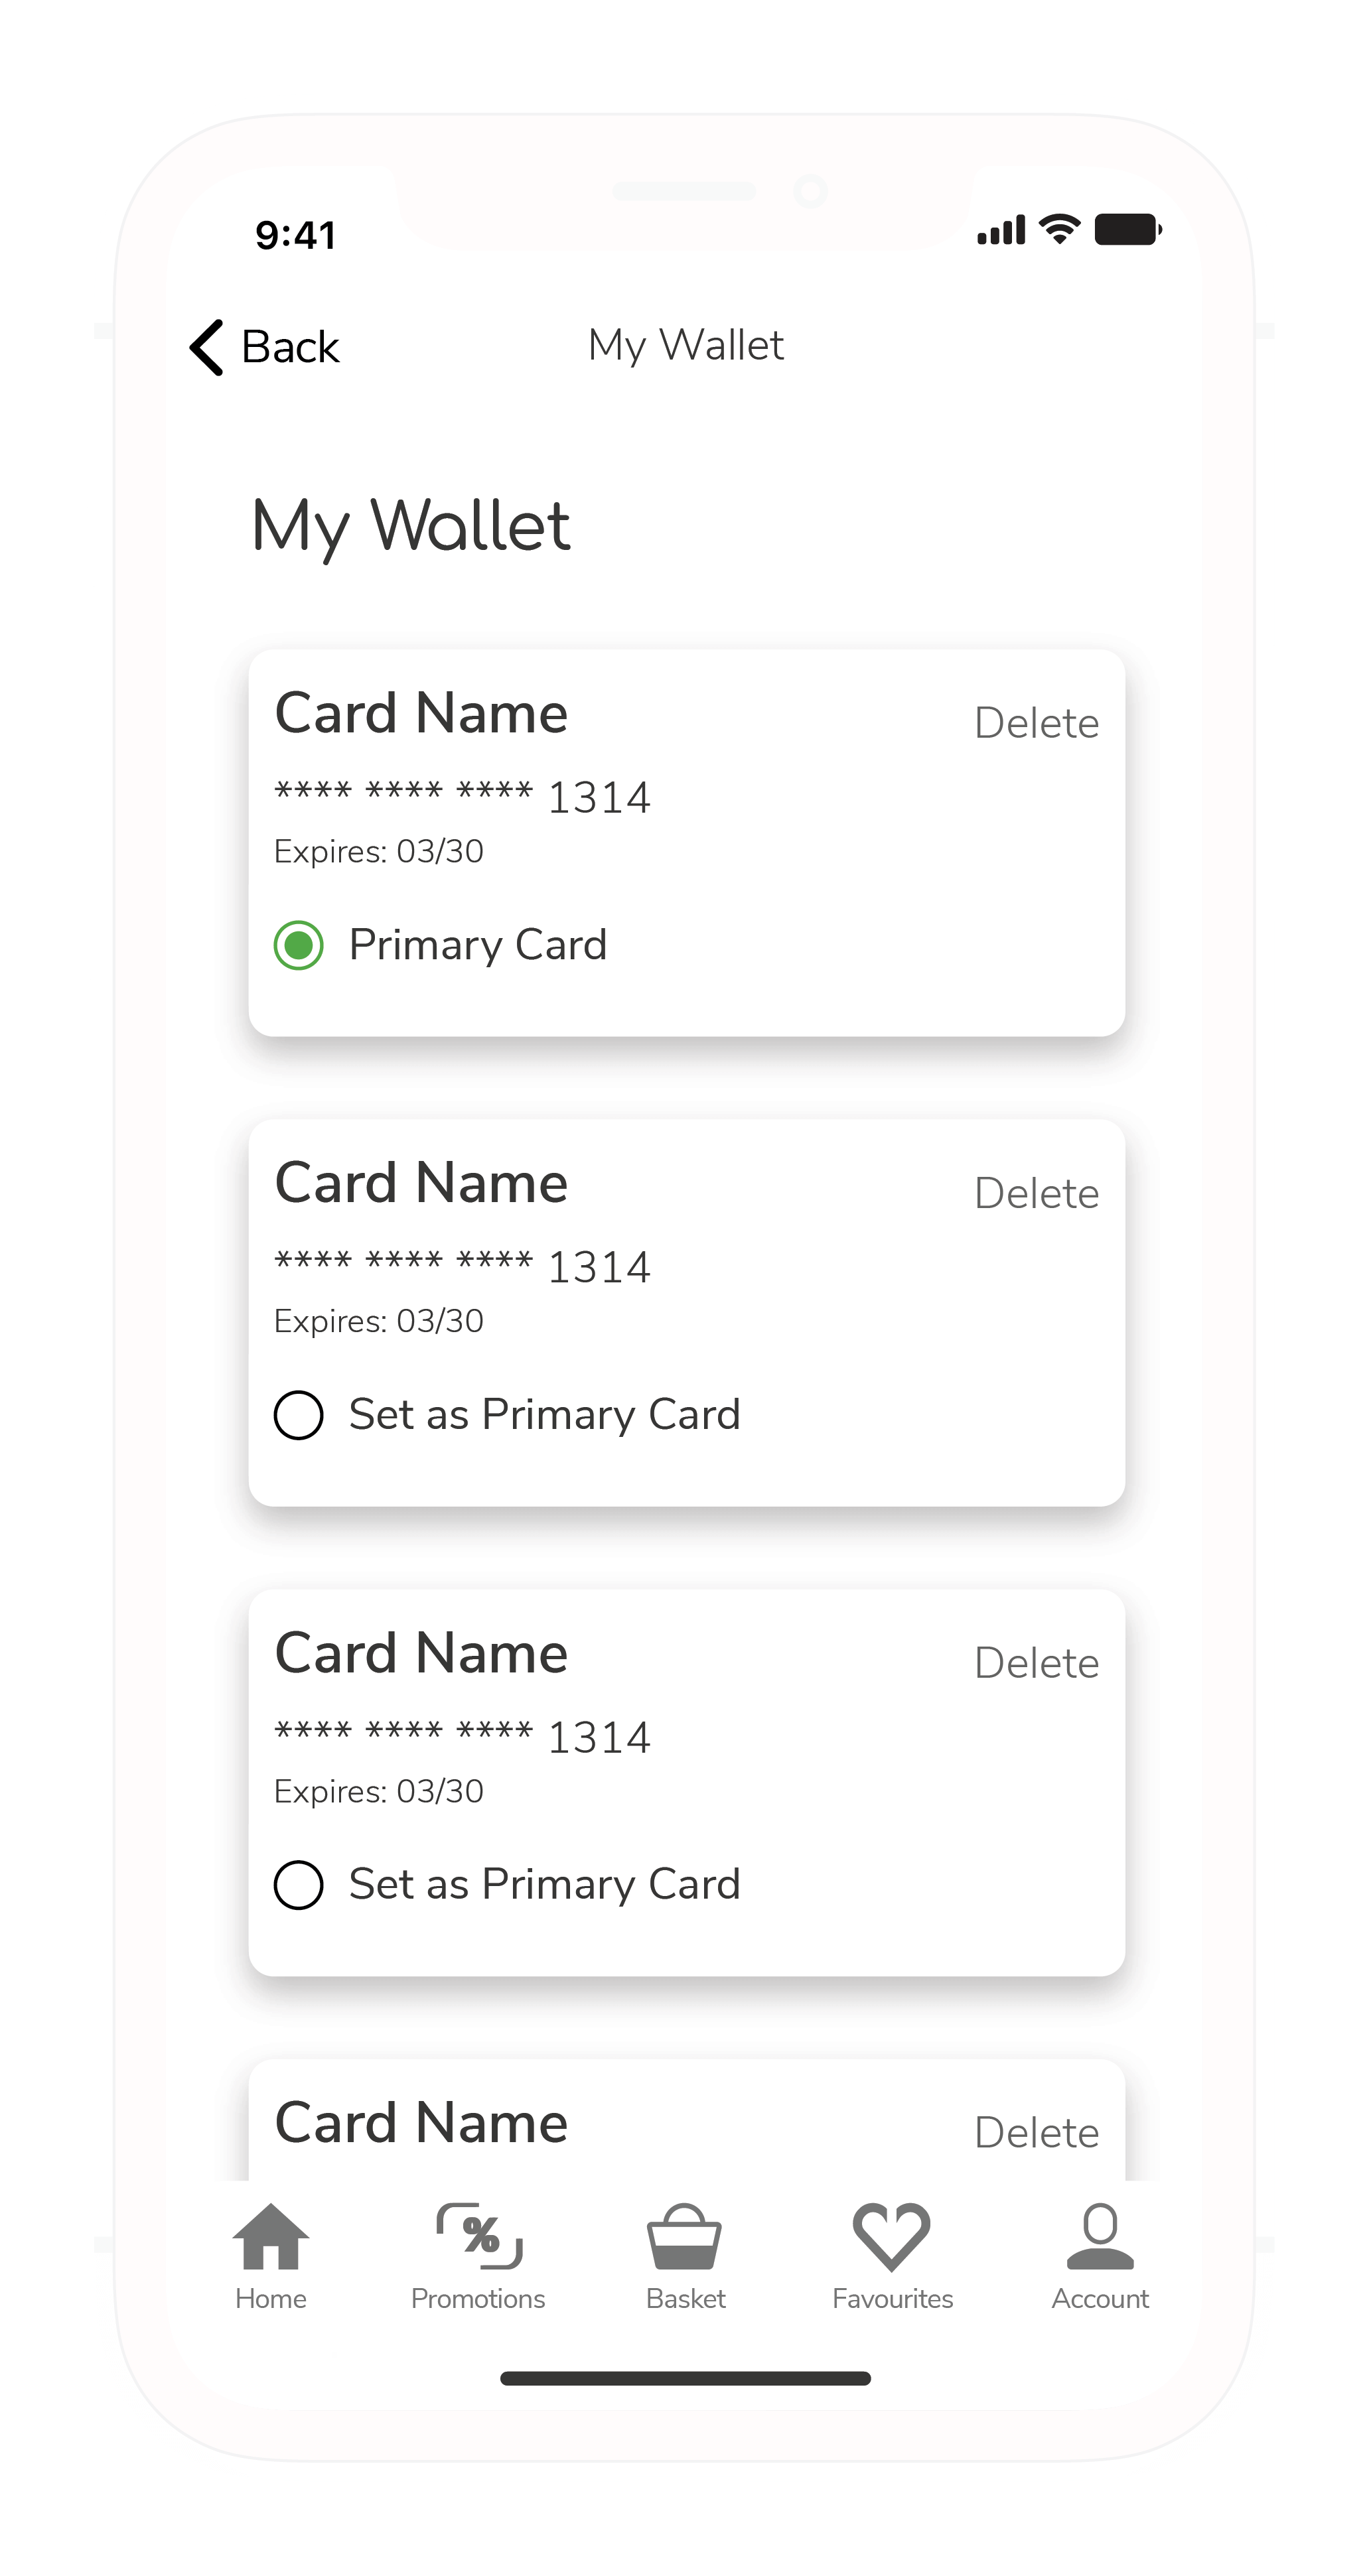 9:41
Back
My Wallet
My Wallet
Card Name
Delete
**** **** **** 1314
Expires: 03/30
Primary Card
Card Name
Delete
**** **** **** 1314
Expires: 03/30
Set as Primary Card
Card Name
Delete
**** **** **** 1314
Expires: 03/30
Set as Primary Card
Card Name
Delete
%
Home
Promotions
Basket
Favourites
Account